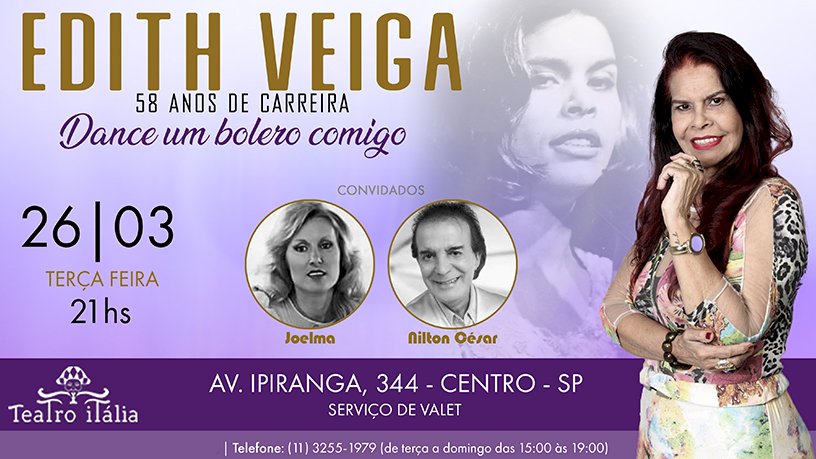 EDITH VEIGA
58 ANOS DE CARREIRA
Dance um bolero comigo
CONVIDADOS
26|03
TERÇA FEIRA
21hs
Joelma
Nilton César
TeaTro iTália
AV. IPIRANGA, 344 - CENTRO - SP
SERVIÇO DE VALET
| Telefone: (11) 3255-1979 (de terça a domingo das 15:00 às 19:00)